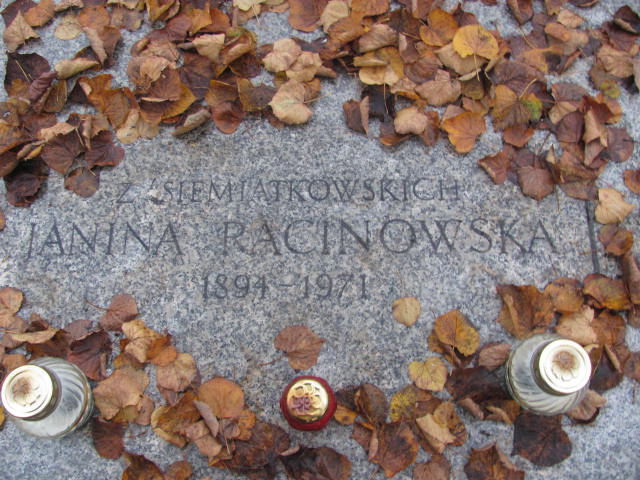 Z SIEMIĄTKOWSKICH
JANINA RACINOWSKA
1894-1971